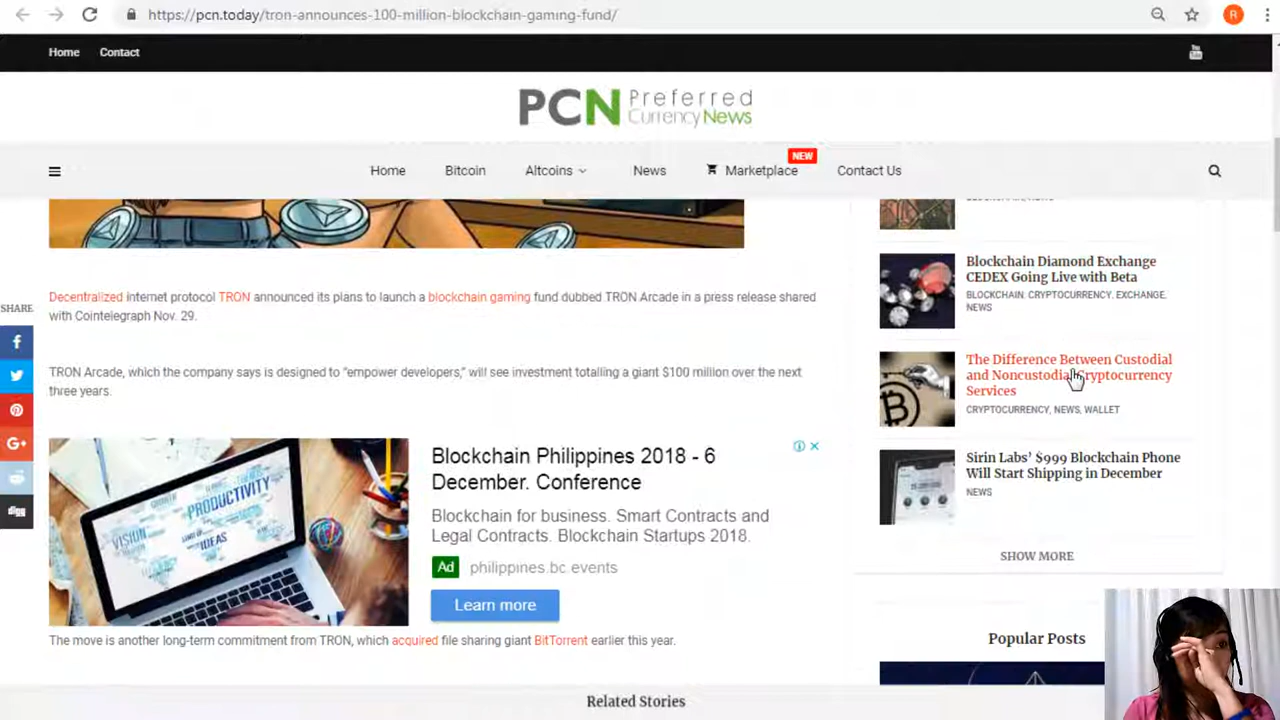 https://pcn.today/tron-announces-100-million-blockchain-gaming-fund/
R
Home Contact
You Tube
PCN Preferred Currency News
NEW
Home Bitcoin Altcoins News Marketplace Contact Us
Blockchain Diamond Exchange
CEDEX Going Live with Beta
BLOCKCHAIN, CRYPTOCURRENCY, EXCHANGE,
NEWS
Decentralized internet protocol TRON announced its plans to launch a blockchain gaming fund dubbed TRON Arcade in a press release shared
with Cointelegraph Nov. 29.
SHARE
f
G+
digg
The Difference Between Custodial
and Noncustodial Cryptocurrency
Services
CRYPTOCURRENCY, NEWS, WALLET
TRON Arcade, which the company says is designed to “empower developers,” will see investment totalling a giant $100 million over the next
three years.
PRODUCTIVITY
VISION
IDEAS
Blockchain Philippines 2018 - 6
December. Conference
Blockchain for business. Smart Contracts and
Legal Contracts. Blockchain Startups 2018.
Ad philippines.bc.events
Learn more
Sirin Labs’ $999 Blockchain Phone
Will Start Shipping in December
NEWS
SHOW MORE
The move is another long-term commitment from TRON, which acquired file sharing giant BitTorrent earlier this year.
Popular Posts
Related Stories